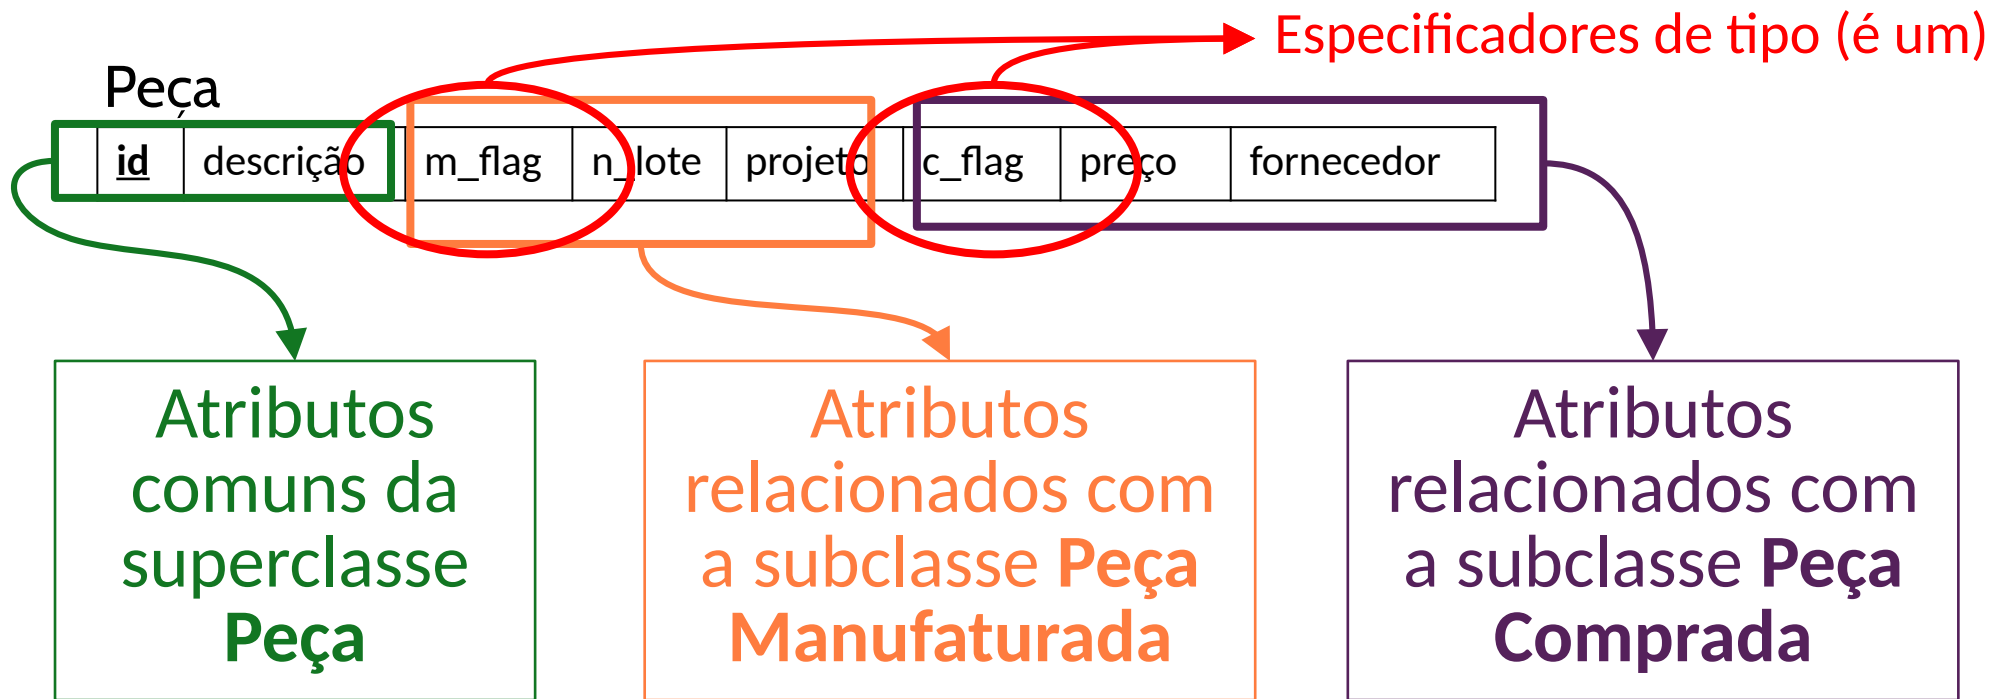 Especificadores de tipo (é um)
Peça
id descrição m_flag n_lote projeto c_flag preço fornecedor
Atributos
comuns da
superclasse
Peça
Atributos
relacionados com
a subclasse Peça
Manufaturada
Atributos
relacionados com
a subclasse Peça
Comprada